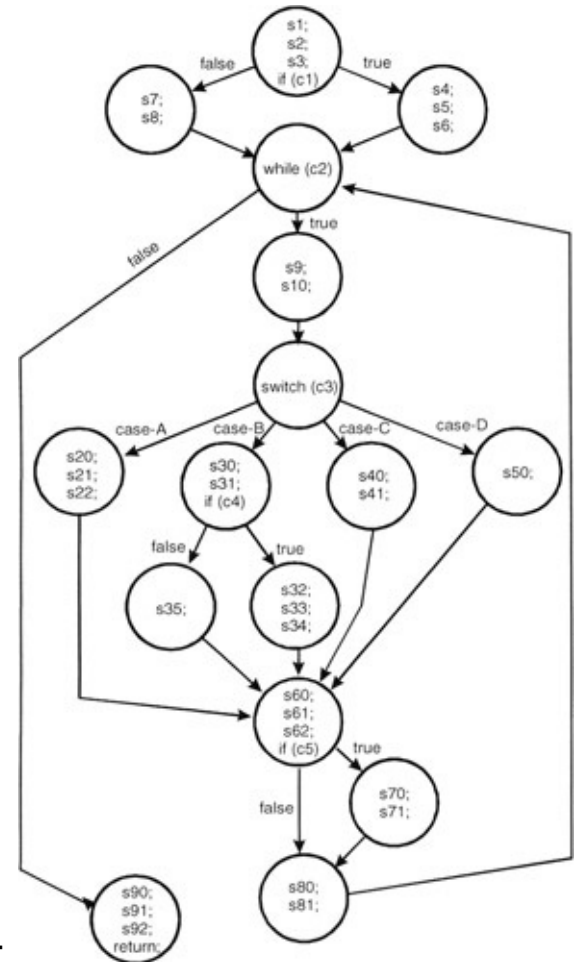 s1;
s2;
s3;
if (c1)
false
true
s7;
s8;
s4;
s5;
s6;
while (c2)
true
false
s9;
s10;
switch (c3)
case-A
case-B
case-C
case-D
s20;
s21;
s22;
s30;
s31;
if (c4)
s40;
s41;
s50;
false
true
s35;
s32;
s33;
s34;
s60;
s61;
s62;
if (c5)
true
false
s70;
s71;
s80;
s81;
s90;
s91;
s92;
return;